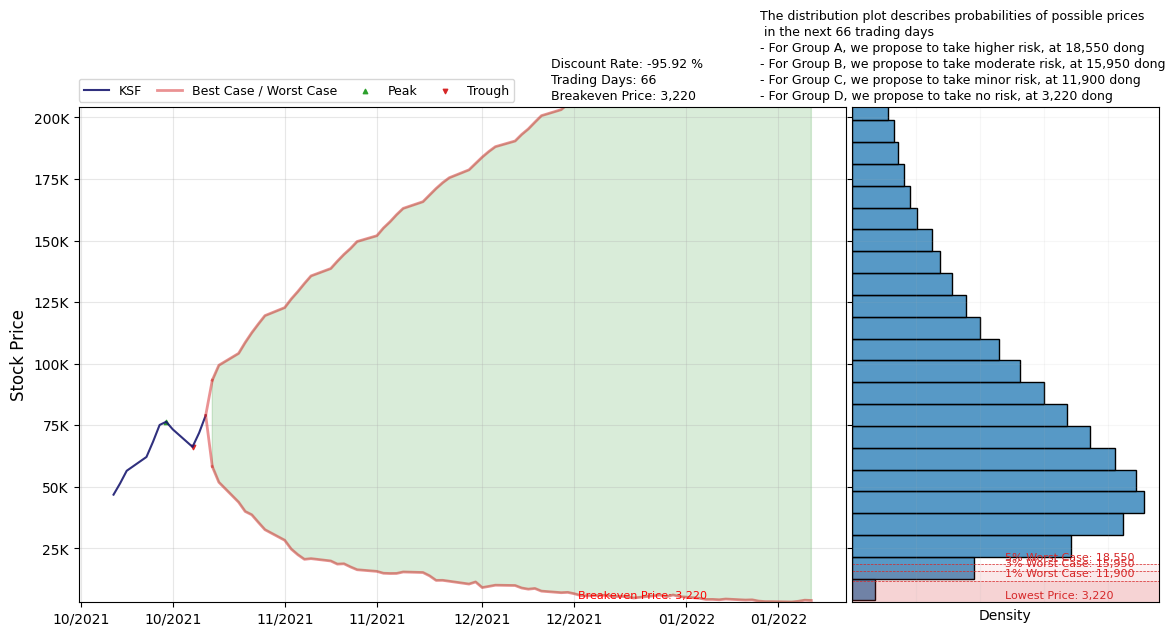 The distribution plot describes probabilities of possible prices
in the next 66 trading days
- For Group A, we propose to take higher risk, at 18,550 dong
- For Group B, we propose to take moderate risk, at 15,950 dong
- For Group C, we propose to take minor risk, at 11,900 dong
- For Group D, we propose to take no risk, at 3,220 dong
Discount Rate: -95.92 %
Trading Days: 66
Breakeven Price: 3,220
KSF Best Case / Worst Case Peak Trough
Stock Price
200K
175K
150K
125K
100K
75K
50K
25K
5% Worst Case: 18,550
3% Worst Case: 15,950
1% Worst Case: 11,900
Breakeven Price: 3,220
Lowest Price: 3,220
10/2021 10/2021 11/2021 11/2021 12/2021 12/2021 01/2022 01/2022
Density